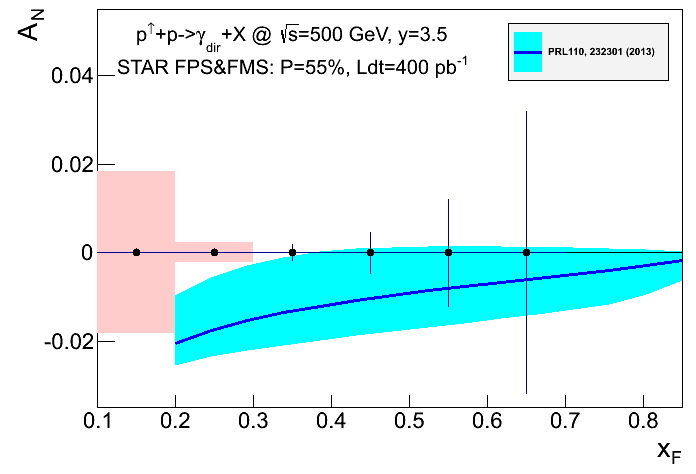 A_N
p↑+p->γ_dir+X @ √s=500 GeV, y=3.5
STAR FPS&FMS: P=55%, Ldt=400 pb⁻¹
PRL110, 232301 (2013)
0.04
0.02
0
-0.02
0.1 0.2 0.3 0.4 0.5 0.6 0.7 0.8
x_F